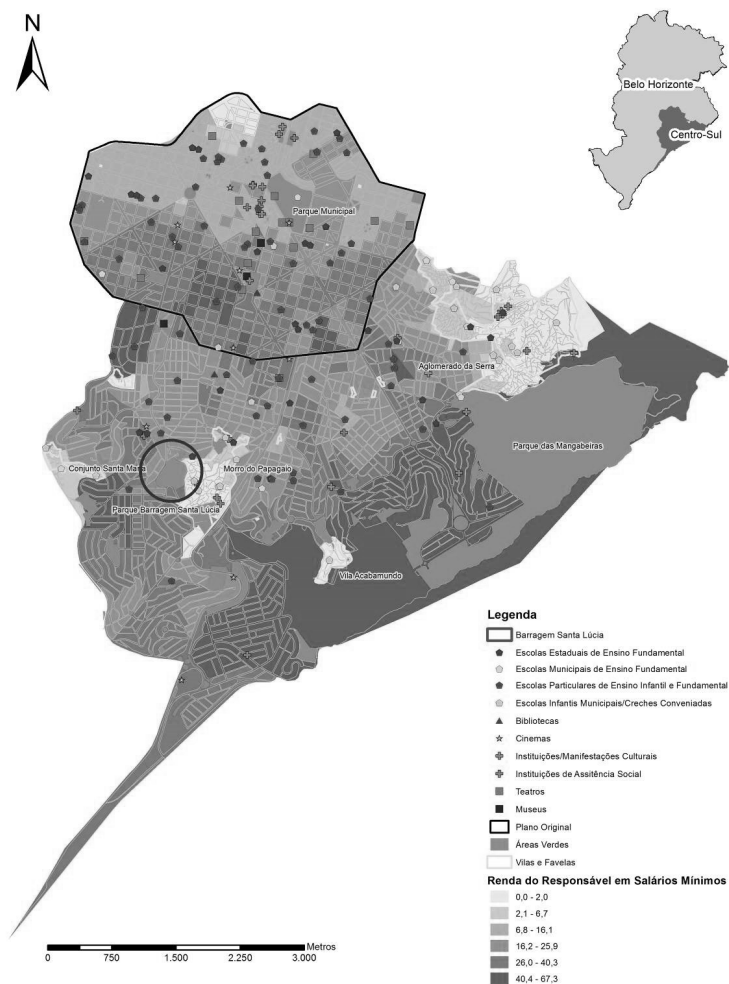 N
Belo Horizonte
Centro-Sul
Parque Municipal
Aglomerado da Serra
Parque das Mangabeiras
Conjunto Santa Maria
Morro do Papagaio
Parque Barragem Santa Lúcia
Vila Acabamundo
Legenda
Barragem Santa Lúcia
Escolas Estaduais de Ensino Fundamental
Escolas Municipais de Ensino Fundamental
Escolas Particulares de Ensino Infantil e Fundamental
Escolas Infantis Municipais/Creches Conveniadas
Bibliotecas
Cinemas
Instituições/Manifestações Culturais
Instituições de Assitência Social
Teatros
Museus
Plano Original
Áreas Verdes
Vilas e Favelas
Renda do Responsável em Salários Mínimos
0,0 - 2,0
2,1 - 6,7
6,8 - 16,1
16,2 - 25,9
26,0 - 40,3
40,4 - 67,3
Metros
0 750 1.500 2.250 3.000